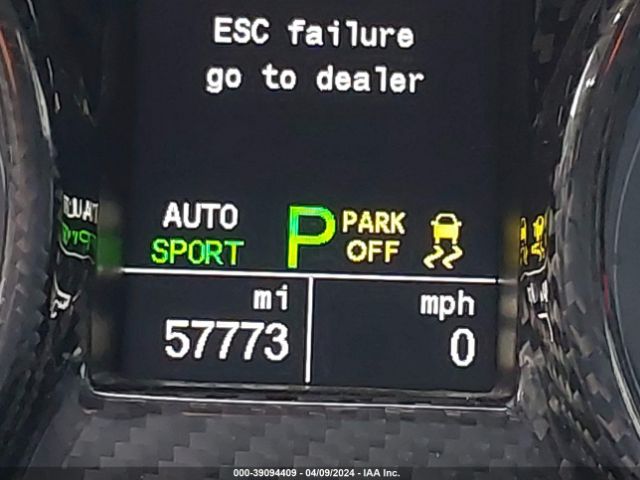 ESC failure
go to dealer
AUTO
SPORT
P
PARK
OFF
mi
57773
mph
0
000-39094409 - 04/09/2024 - IAA Inc.